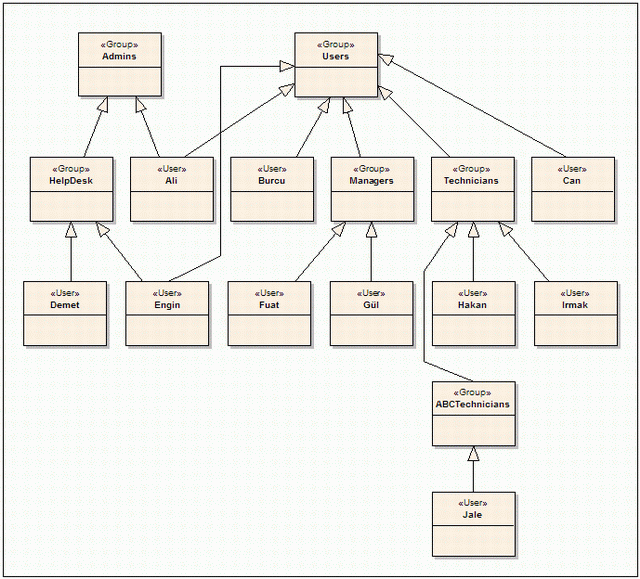 «Group»
Admins
«Group»
Users
«Group»
HelpDesk
«User»
Ali
«User»
Burcu
«Group»
Managers
«Group»
Technicians
«User»
Can
«User»
Demet
«User»
Engin
«User»
Fuat
«User»
Gül
«User»
Hakan
«User»
Irmak
«Group»
ABCTechnicians
«User»
Jale